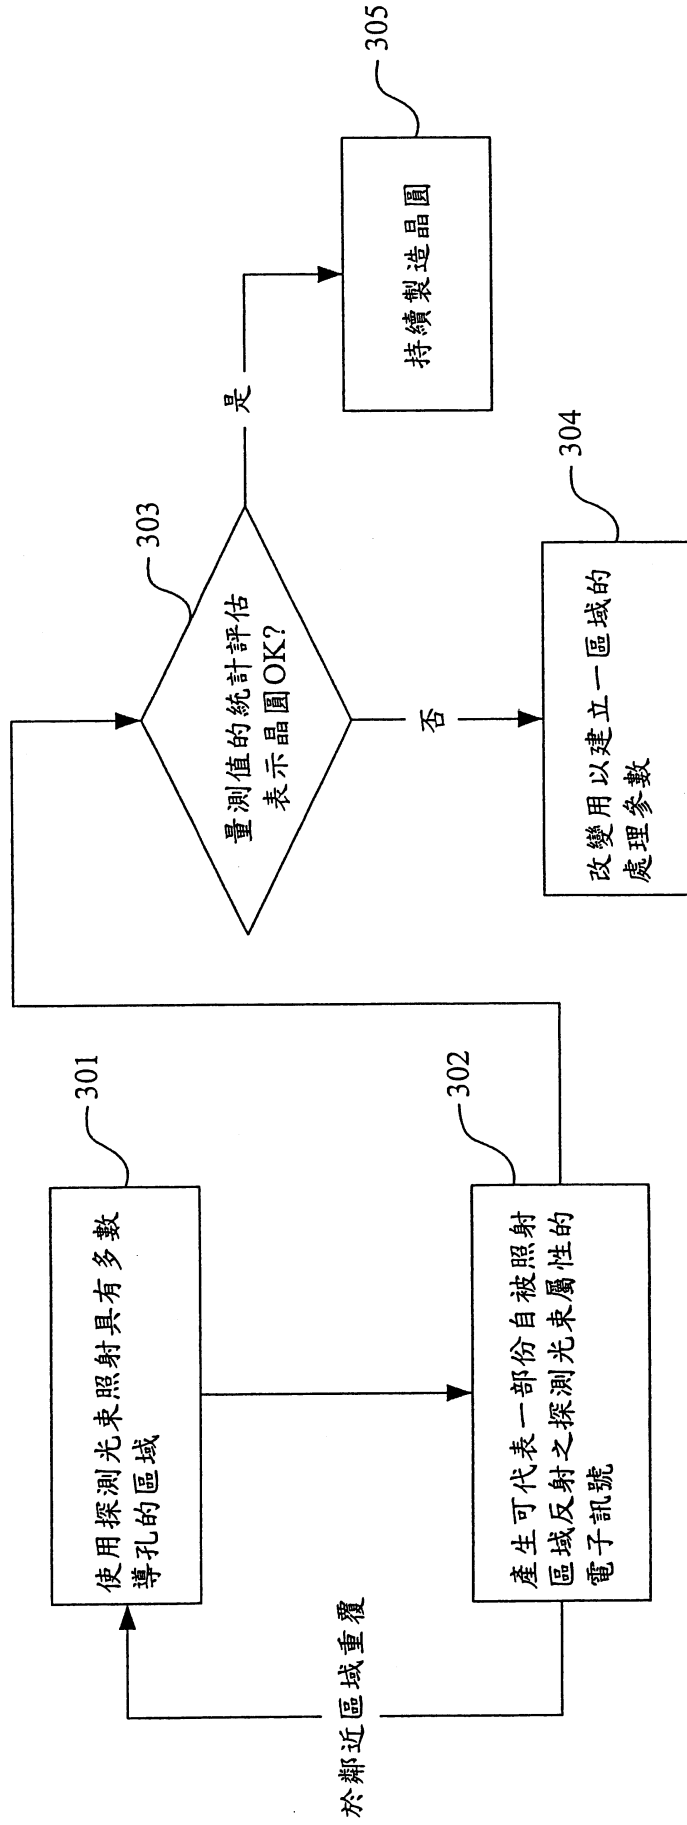 301
使用探測光束照射具有多數
導孔的區域
於鄰近區域重覆
302
產生可代表一部份自被照射
區域反射之探測光束屬性的
電子訊號
303
量測值的統計評估
表示晶圓OK?
是
否
304
改變用以建立一區域的
處理參數
305
持續製造晶圓